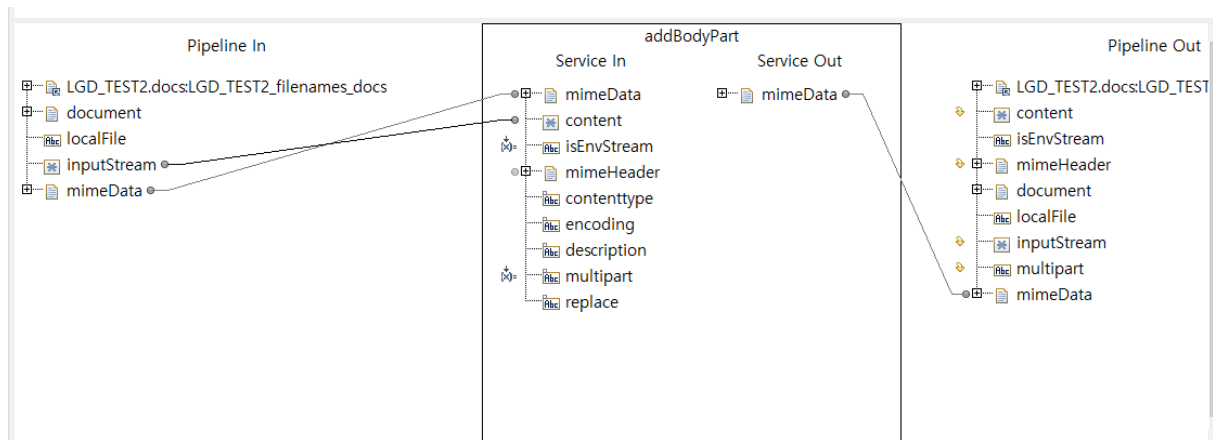 addBodyPart
Pipeline In
Service In
Service Out
Pipeline Out
LGD_TEST2.docs:LGD_TEST2_filenames_docs
document
localFile
inputStream
mimeData
mimeData
content
isEnvStream
mimeHeader
contenttype
encoding
description
multipart
replace
mimeData
LGD_TEST2.docs:LGD_TEST
content
isEnvStream
mimeHeader
document
localFile
inputStream
multipart
mimeData